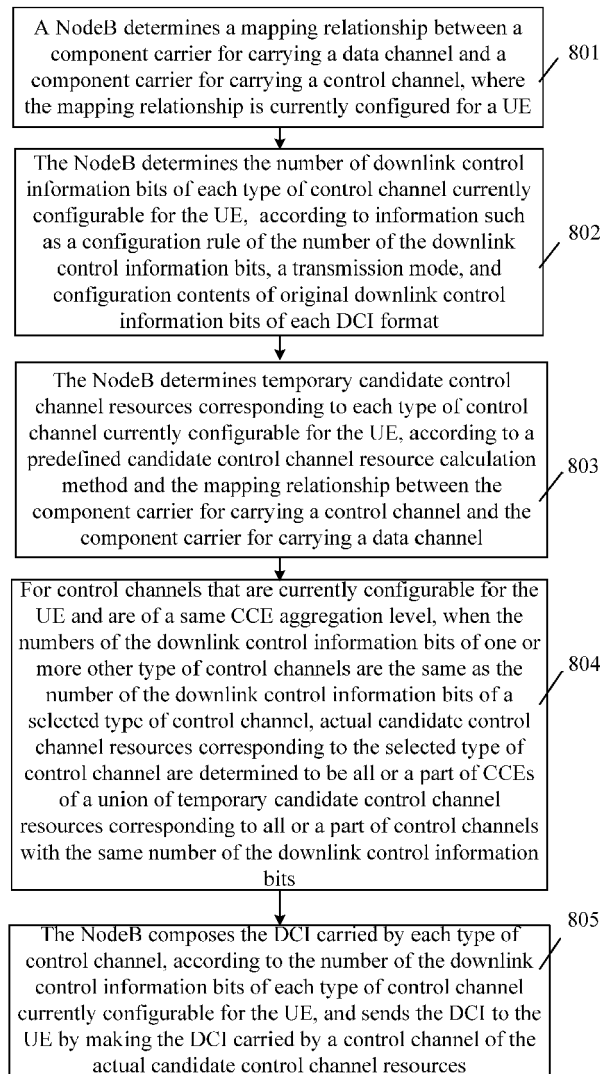 A NodeB determines a mapping relationship between a
component carrier for carrying a data channel and a
component carrier for carrying a control channel, where
the mapping relationship is currently configured for a UE
801
The NodeB determines the number of downlink control
information bits of each type of control channel currently
configurable for the UE, according to information such
as a configuration rule of the number of the downlink
control information bits, a transmission mode, and
configuration contents of original downlink control
information bits of each DCI format
802
The NodeB determines temporary candidate control
channel resources corresponding to each type of control
channel currently configurable for the UE, according to a
predefined candidate control channel resource calculation
method and the mapping relationship between the
component carrier for carrying a control channel and the
component carrier for carrying a data channel
803
For control channels that are currently configurable for the
UE and are of a same CCE aggregation level, when the
numbers of the downlink control information bits of one or
more other type of control channels are the same as the
number of the downlink control information bits of a
selected type of control channel, actual candidate control
channel resources corresponding to the selected type of
control channel are determined to be all or a part of CCEs
of a union of temporary candidate control channel
resources corresponding to all or a part of control channels
with the same number of the downlink control information
bits
804
The NodeB composes the DCI carried by each type of
control channel, according to the number of the downlink
control information bits of each type of control channel
currently configurable for the UE, and sends the DCI to the
UE by making the DCI carried by a control channel of the
actual candidate control channel resources
805